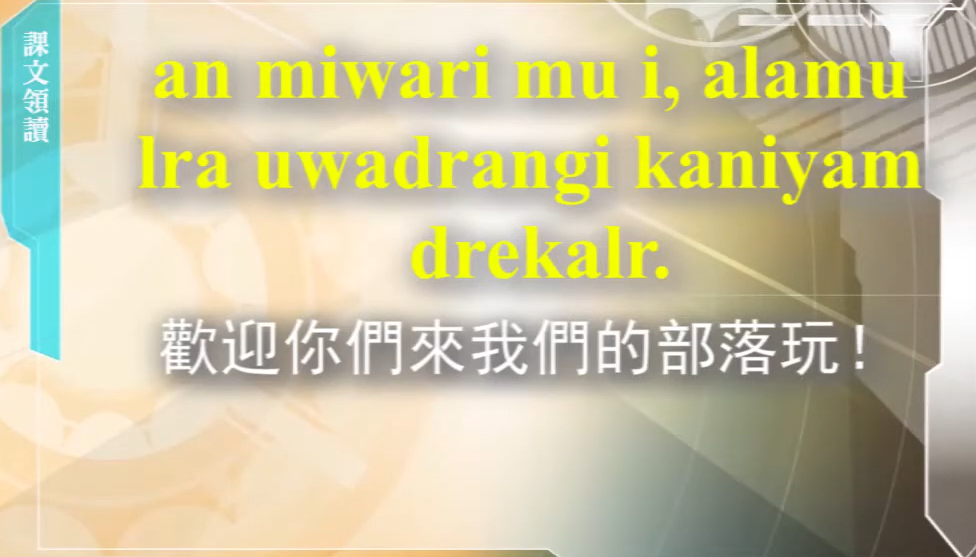 課文領讀
an miwari mu i, alamu
lra uwadrangi kaniyam
drekalr.
歡迎你們來我們的部落玩！